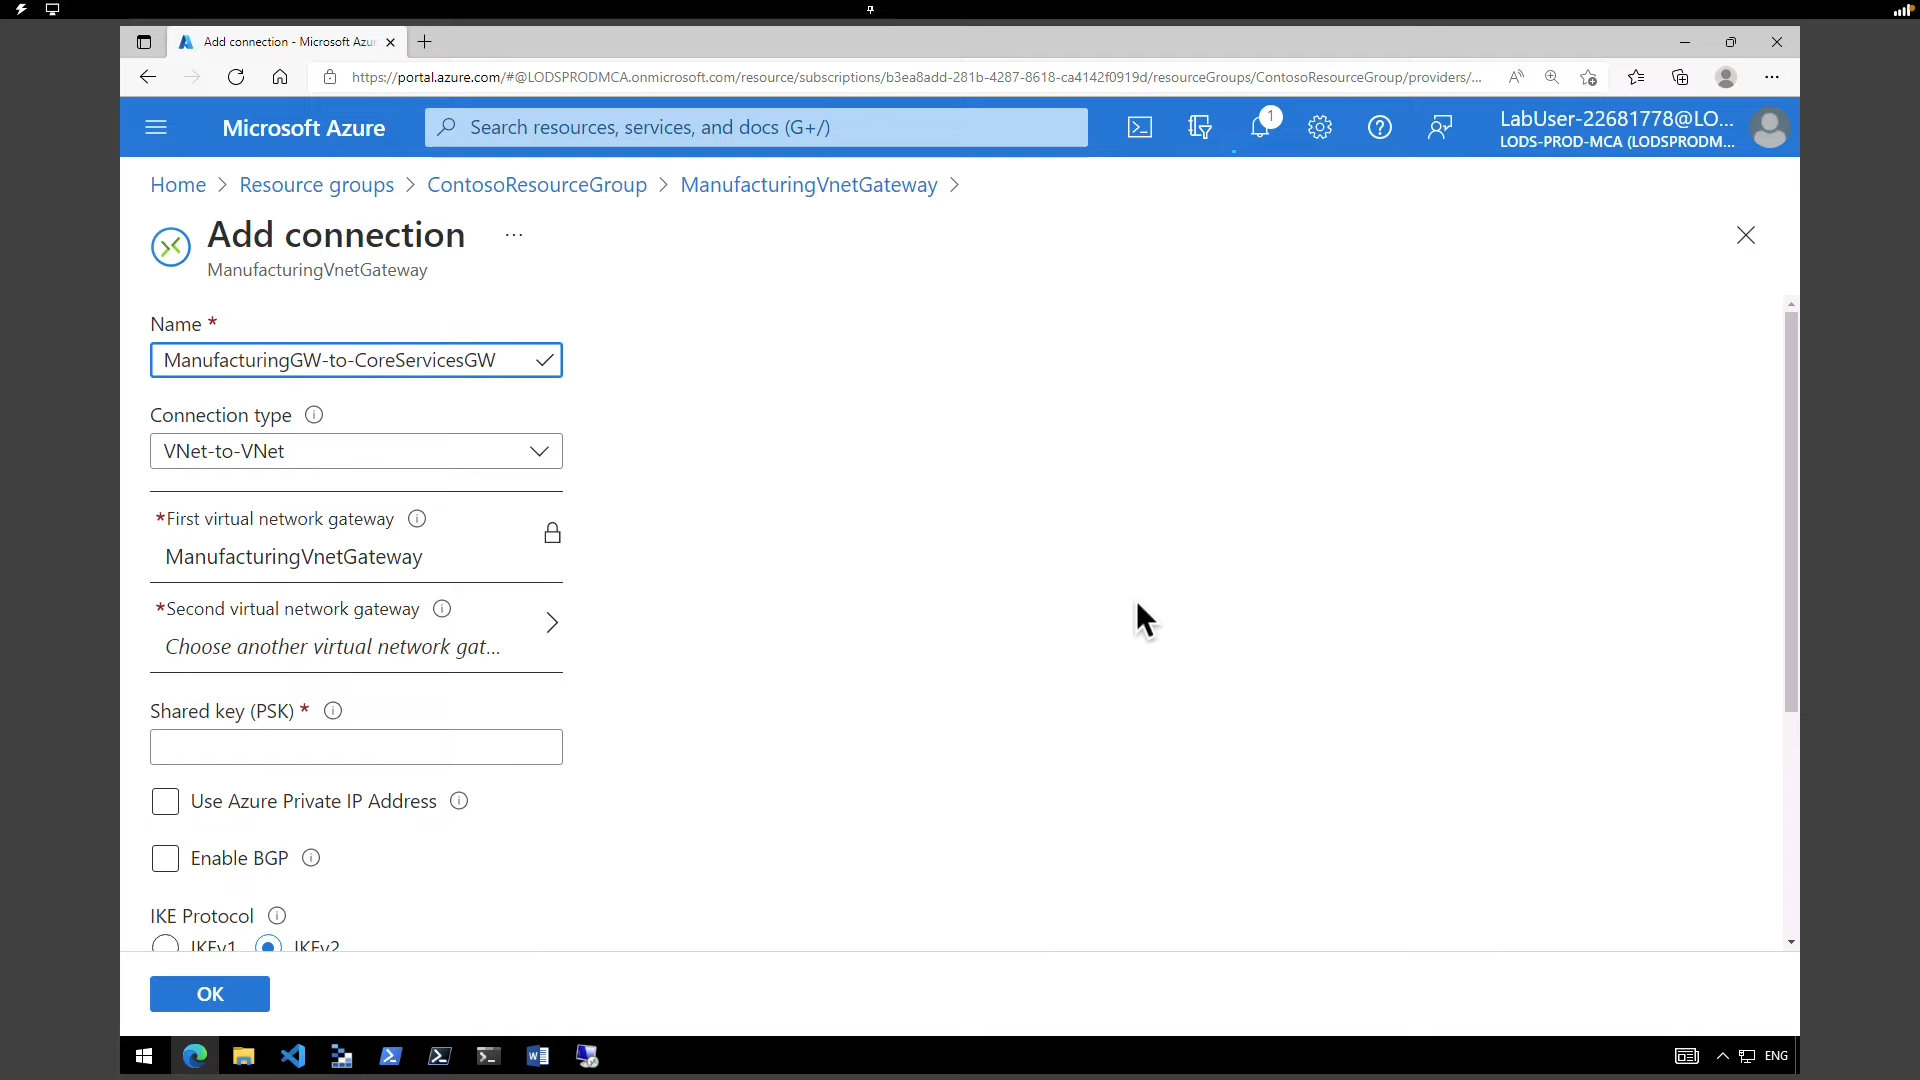 Add connection - Microsoft Azur
https://portal.azure.com/#@LODSPRODMCA.onmicrosoft.com/resource/subscriptions/b3ea8add-281b-4287-8618-ca4142f0919d/resourceGroups/ContosoResourceGroup/providers/...
Microsoft Azure
Search resources, services, and docs (G+/)
1
LabUser-22681778@LO...
LODS-PROD-MCA (LODSPRODM...
Home > Resource groups > ContosoResourceGroup > ManufacturingVnetGateway >
Add connection ...
ManufacturingVnetGateway
Name *
ManufacturingGW-to-CoreServicesGW
Connection type
VNet-to-VNet
*First virtual network gateway
ManufacturingVnetGateway
*Second virtual network gateway
Choose another virtual network gat...
Shared key (PSK) *
Use Azure Private IP Address
Enable BGP
IKE Protocol
IKEv1 IKEv2
OK
ENG